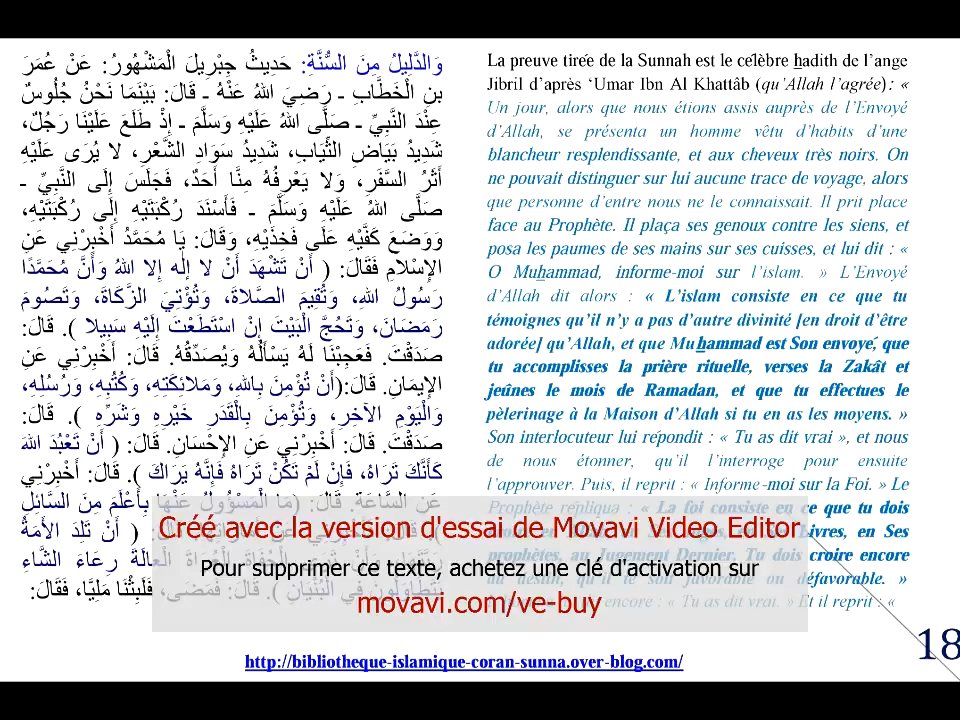 وَالدَّلِيلُ مِنَ السُّنَّةِ: حَدِيثُ جِبْرِيلَ الْمَشْهُورُ: عَنْ عُمَرَ
بنِ الْخَطَّابِ ـ رَضِيَ اللهُ عَنْهُ ـ قَالَ: بَيْنَمَا نَحْنُ جُلُوسٌ
عِنْدَ النَّبِيِّ ـ صَلَّى اللهُ عَلَيْهِ وَسَلَّمَ ـ إِذْ طَلَعَ عَلَيْنَا رَجُلٌ،
شَدِيدُ بَيَاضِ الثِّيَابِ، شَدِيدُ سَوَادِ الشَّعْرِ، لا يُرَى عَلَيْهِ
أَثَرُ السَّفَرِ، وَلا يَعْرِفُهُ مِنَّا أَحَدٌ، فَجَلَسَ إِلَى النَّبِيِّ ـ
صَلَّى اللهُ عَلَيْهِ وَسَلَّمَ ـ فَأَسْنَدَ رُكْبَتَيْهِ إِلَى رُكْبَتَيْهِ،
وَوَضَعَ كَفَّيْهِ عَلَى فَخِذَيْهِ، وَقَالَ: يَا مُحَمَّدُ أَخْبِرْنِي عَنِ
الإِسْلامِ فَقَالَ: ( أَنْ تَشْهَدَ أَنْ لا إِله إِلا اللهُ وَأَنَّ مُحَمَّدًا
رَسُولُ اللهِ، وَتُقِيمَ الصَّلاةَ، وَتُؤْتِيَ الزَّكَاةَ، وَتَصُومَ
رَمَضَانَ، وَتَحُجَّ الْبَيْتَ إِنْ اسْتَطَعْتَ إِلَيْهِ سَبِيلا ). قَالَ:
صَدَقْتَ. فَعَجِبْنَا لَهُ يَسْأَلُهُ وَيُصَدِّقُهُ. قَالَ: أَخْبِرْنِي عَنِ
الإِيمَانِ. قَالَ:(أَنْ تُؤْمِنَ بِاللهِ، وَمَلائِكَتِهِ، وَكُتُبِهِ، وَرُسُلِهِ،
وَالْيَوْمِ الآخِرِ، وَتُؤْمِنَ بِالْقَدَرِ خَيْرِهِ وَشَرِّهِ ). قَالَ:
صَدَقْتَ. قَالَ: أَخْبِرْنِي عَنِ الإِحْسَانِ. قَالَ: ( أَنْ تَعْبُدَ اللهَ
كَأَنَّكَ تَرَاهُ، فَإِنْ لَمْ تَكُنْ تَرَاهُ فَإِنَّهُ يَرَاكَ ). قَالَ: أَخْبِرْنِي
عَنِ السَّاعَةِ. قَالَ: (مَا الْمَسْؤُولُ عَنْهَا بِأَعْلَمَ مِنَ السَّائِلِ
( أَنْ تَلِدَ الأَمَةُ
الْعَالَةَ رِعَاءَ الشَّاءِ
يَتَطَاوَلُونَ فِي الْبُنْيَانِ ). قَالَ: فَمَضَى، فَلَبِثْنَا مَلِيَّا، فَقَالَ:
La preuve tirée de la Sunnah est le célèbre hadith de l'ange
Jibril d'après 'Umar Ibn Al Khattâb (qu'Allah l'agrée) : «
Un jour, alors que nous étions assis auprès de l'Envoyé
d'Allah, se présenta un homme vêtu d'habits d'une
blancheur resplendissante, et aux cheveux très noirs. On
ne pouvait distinguer sur lui aucune trace de voyage, alors
que personne d'entre nous ne le connaissait. Il prit place
face au Prophète. Il plaça ses genoux contre les siens, et
posa les paumes de ses mains sur ses cuisses, et lui dit : «
O Muhammad, informe-moi sur l'islam. » L'Envoyé
d'Allah dit alors : « L'islam consiste en ce que tu
témoignes qu'il n'y a pas d'autre divinité [en droit d'être
adorée] qu'Allah, et que Muhammad est Son envoyé, que
tu accomplisses la prière rituelle, verses la Zakât et
jeûnes le mois de Ramadan, et que tu effectues le
pèlerinage à la Maison d'Allah si tu en as les moyens. »
Son interlocuteur lui répondit : « Tu as dit vrai », et nous
de nous étonner, qu'il l'interroge pour ensuite
l'approuver. Puis, il reprit : « Informe-moi sur la Foi. » Le
Prophète répliqua : « La foi consiste en ce que tu dois
Livres, en Ses
prophètes, au Jugement Dernier. Tu dois croire encore
au destin, qu'il te soit favorable ou défavorable. »
encore : « Tu as dit vrai. » Et il reprit : «
Créé avec la version d'essai de Movavi Video Editor.
Pour supprimer ce texte, achetez une clé d'activation sur
movavi.com/ve-buy
http://bibliotheque-islamique-coran-sunna.over-blog.com/
18